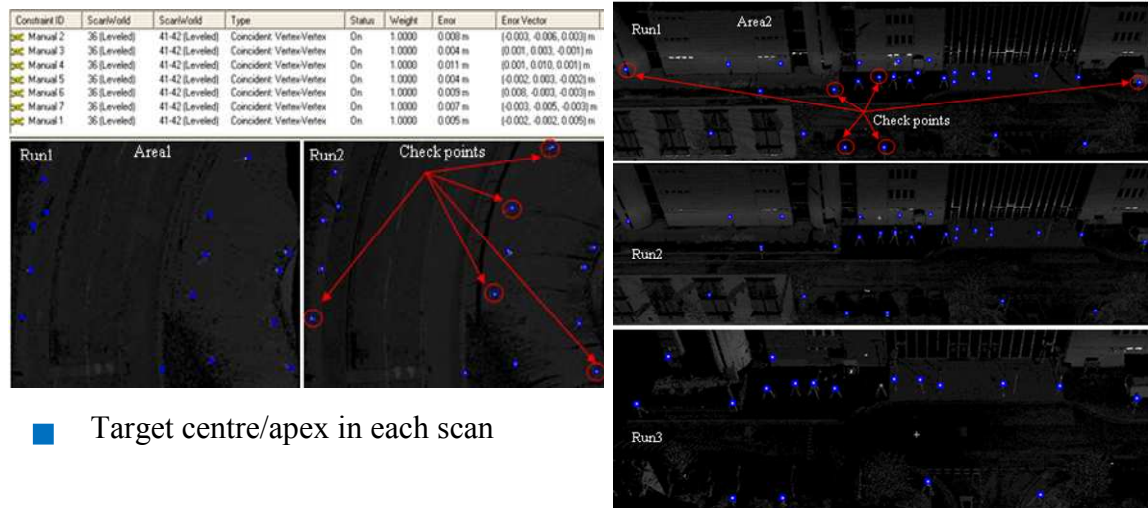 Constraint ID ScanWorld ScanWorld Type Status Weight Error Error Vector
Manual 2 36 (Leveled) 41-42 (Leveled) Coincident: Vertex-Vertex On 1.0000 0.008 m (-0.003, -0.006, 0.003) m
Manual 3 36 (Leveled) 41-42 (Leveled) Coincident: Vertex-Vertex On 1.0000 0.004 m (0.001, 0.003, -0.001) m
Manual 4 36 (Leveled) 41-42 (Leveled) Coincident: Vertex-Vertex On 1.0000 0.011 m (0.001, 0.010, 0.001) m
Manual 5 36 (Leveled) 41-42 (Leveled) Coincident: Vertex-Vertex On 1.0000 0.004 m (-0.002, 0.003, -0.002) m
Manual 6 36 (Leveled) 41-42 (Leveled) Coincident: Vertex-Vertex On 1.0000 0.009 m (0.008, -0.003, -0.003) m
Manual 7 36 (Leveled) 41-42 (Leveled) Coincident: Vertex-Vertex On 1.0000 0.007 m (-0.003, -0.005, -0.003) m
Manual 1 36 (Leveled) 41-42 (Leveled) Coincident: Vertex-Vertex On 1.0000 0.005 m (-0.002, -0.002, 0.005) m
Run1 Area1
Run2 Check points
Target centre/apex in each scan
Run1 Area2
Check points
Run2
Run3